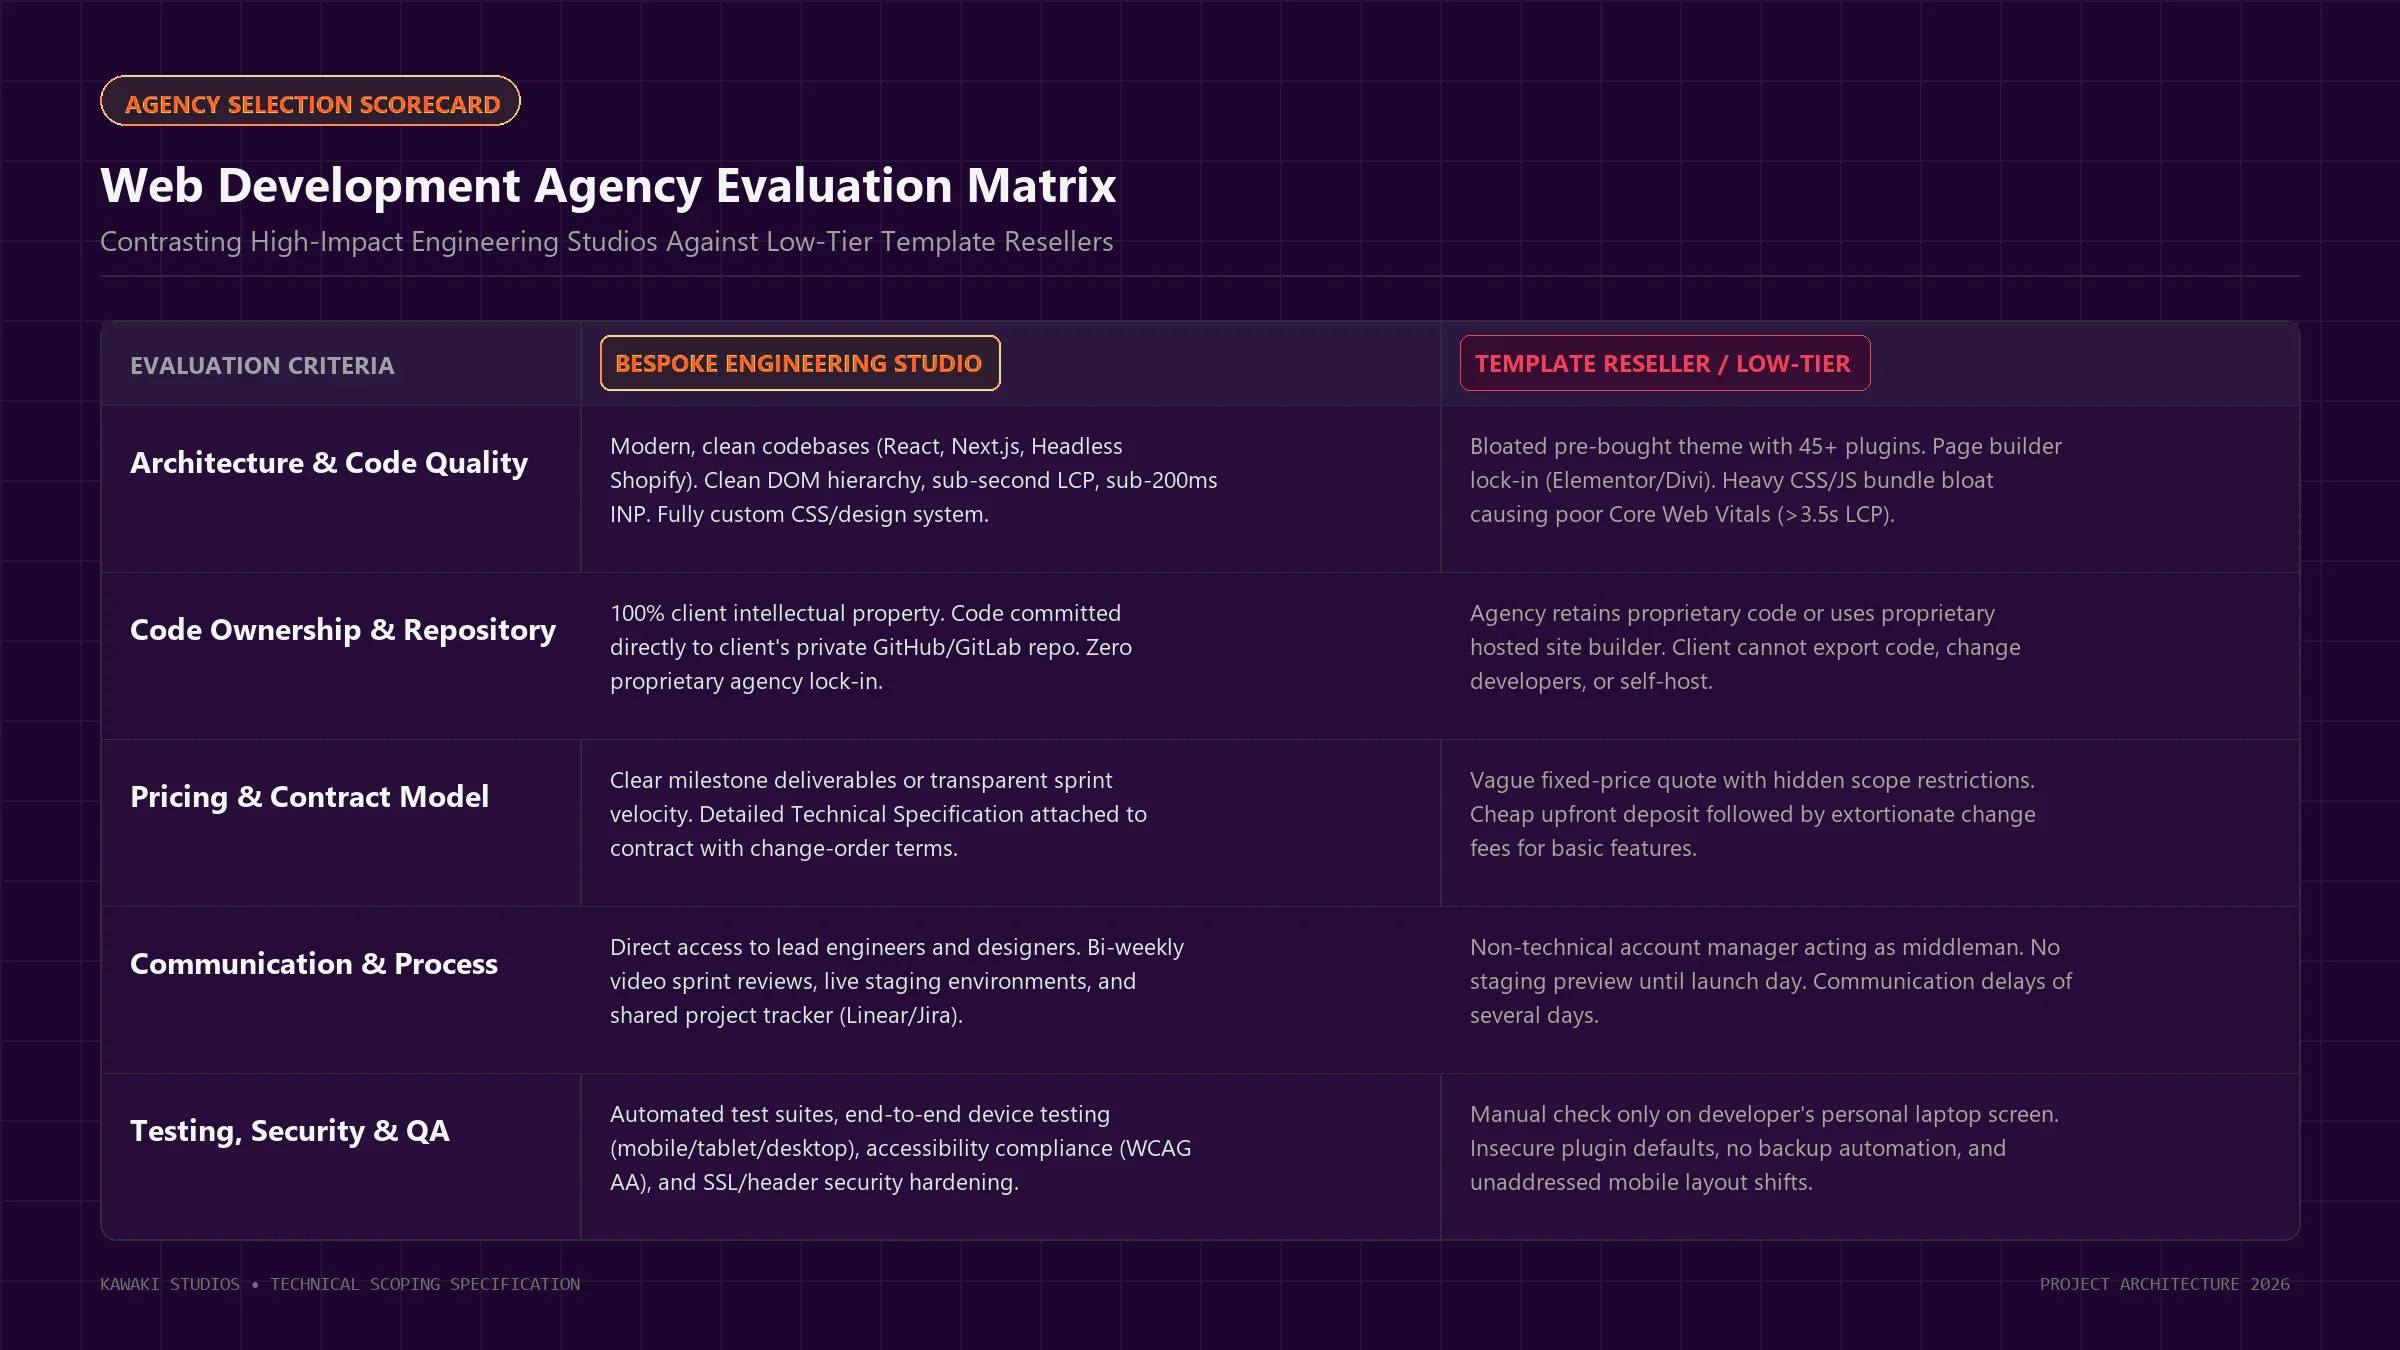 AGENCY SELECTION SCORECARD
Web Development Agency Evaluation Matrix
Contrasting High-Impact Engineering Studios Against Low-Tier Template Resellers
EVALUATION CRITERIA
BESPOKE ENGINEERING STUDIO
TEMPLATE RESELLER / LOW-TIER
Architecture & Code Quality
Modern, clean codebases (React, Next.js, Headless
Shopify). Clean DOM hierarchy, sub-second LCP, sub-200ms
INP. Fully custom CSS/design system.
Bloated pre-bought theme with 45+ plugins. Page builder
lock-in (Elementor/Divi). Heavy CSS/JS bundle bloat
causing poor Core Web Vitals (>3.5s LCP).
Code Ownership & Repository
100% client intellectual property. Code committed
directly to client's private GitHub/GitLab repo. Zero
proprietary agency lock-in.
Agency retains proprietary code or uses proprietary
hosted site builder. Client cannot export code, change
developers, or self-host.
Pricing & Contract Model
Clear milestone deliverables or transparent sprint
velocity. Detailed Technical Specification attached to
contract with change-order terms.
Vague fixed-price quote with hidden scope restrictions.
Cheap upfront deposit followed by extortionate change
fees for basic features.
Communication & Process
Direct access to lead engineers and designers. Bi-weekly
video sprint reviews, live staging environments, and
shared project tracker (Linear/Jira).
Non-technical account manager acting as middleman. No
staging preview until launch day. Communication delays of
several days.
Testing, Security & QA
Automated test suites, end-to-end device testing
(mobile/tablet/desktop), accessibility compliance (WCAG
AA), and SSL/header security hardening.
Manual check only on developer's personal laptop screen.
Insecure plugin defaults, no backup automation, and
unaddressed mobile layout shifts.
KAWAKI STUDIOS • TECHNICAL SCOPING SPECIFICATION
PROJECT ARCHITECTURE 2026